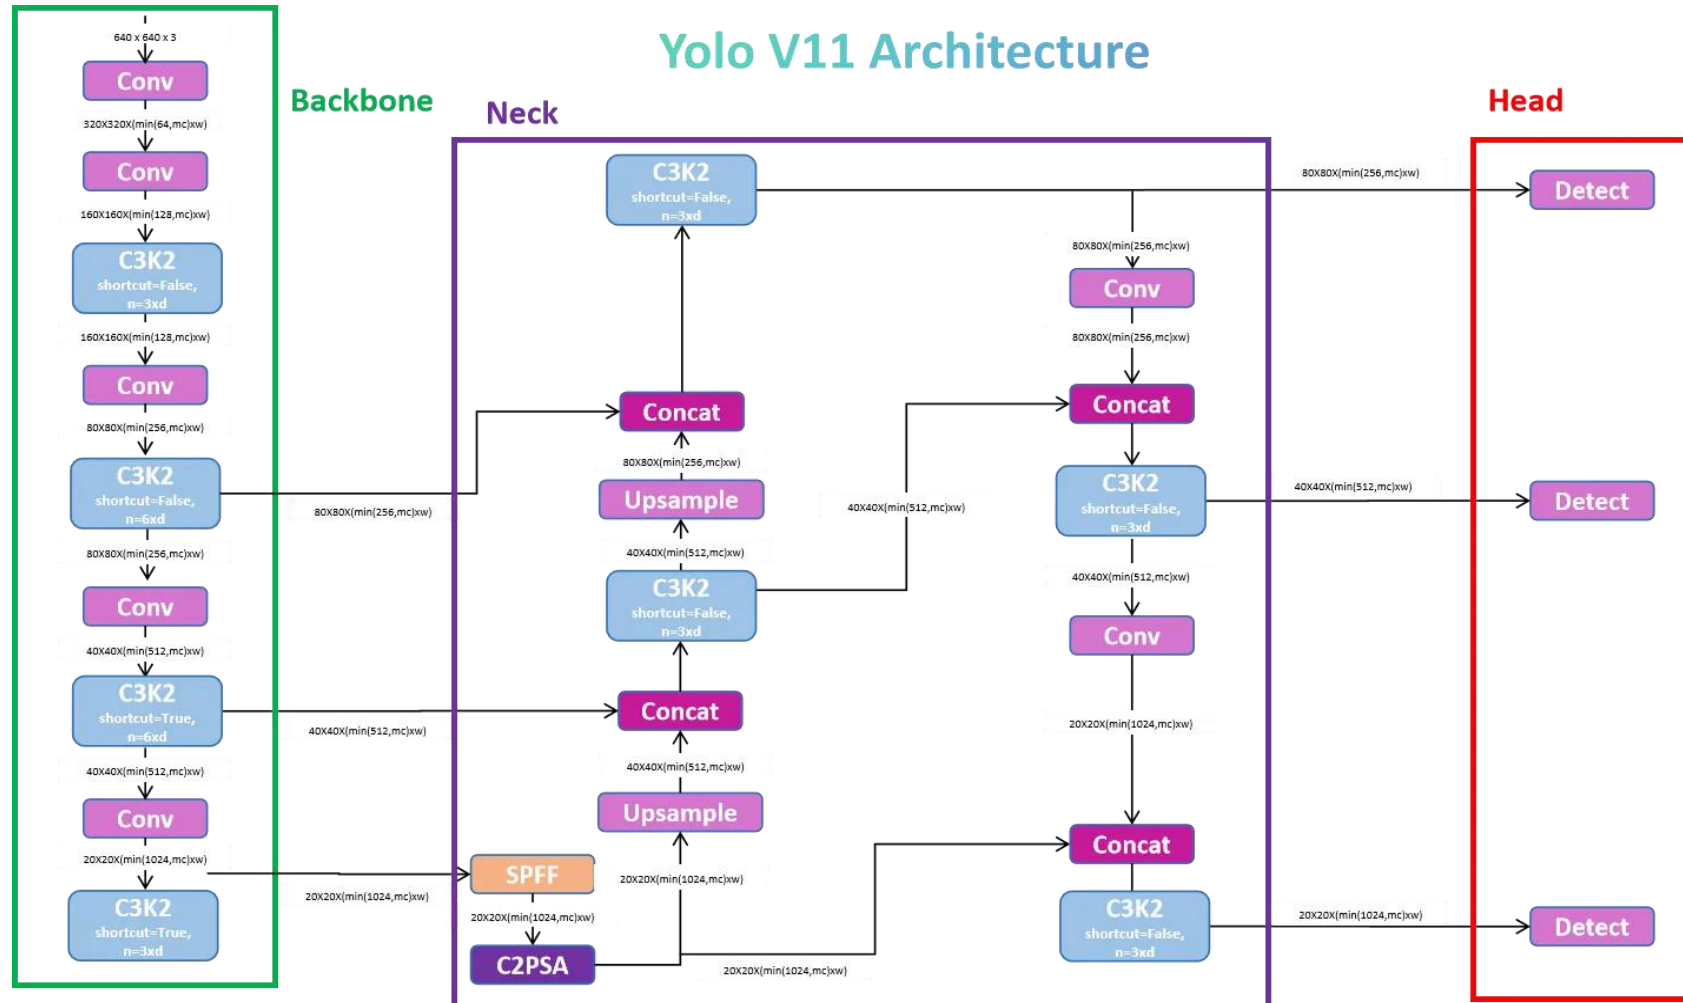 Yolo V11 Architecture
Backbone
640 x 640 x 3
Conv
320X320X(min(64,mc)xw)
Conv
160X160X(min(128,mc)xw)
C3K2
shortcut=False,
n=3xd
160X160X(min(128,mc)xw)
Conv
80X80X(min(256,mc)xw)
C3K2
shortcut=False,
n=6xd
80X80X(min(256,mc)xw)
80X80X(min(256,mc)xw)
Conv
40X40X(min(512,mc)xw)
C3K2
shortcut=True,
n=6xd
40X40X(min(512,mc)xw)
40X40X(min(512,mc)xw)
Conv
20X20X(min(1024,mc)xw)
C3K2
shortcut=True,
n=3xd
20X20X(min(1024,mc)xw)
Neck
C3K2
shortcut=False,
n=3xd
Concat
80X80X(min(256,mc)xw)
Upsample
40X40X(min(512,mc)xw)
C3K2
shortcut=False,
n=3xd
Concat
40X40X(min(512,mc)xw)
Upsample
20X20X(min(1024,mc)xw)
SPFF
20X20X(min(1024,mc)xw)
C2PSA
20X20X(min(1024,mc)xw)
40X40X(min(512,mc)xw)
80X80X(min(256,mc)xw)
Conv
80X80X(min(256,mc)xw)
Concat
C3K2
shortcut=False,
n=3xd
40X40X(min(512,mc)xw)
Conv
20X20X(min(1024,mc)xw)
Concat
C3K2
shortcut=False,
n=3xd
Head
80X80X(min(256,mc)xw)
Detect
40X40X(min(512,mc)xw)
Detect
20X20X(min(1024,mc)xw)
Detect